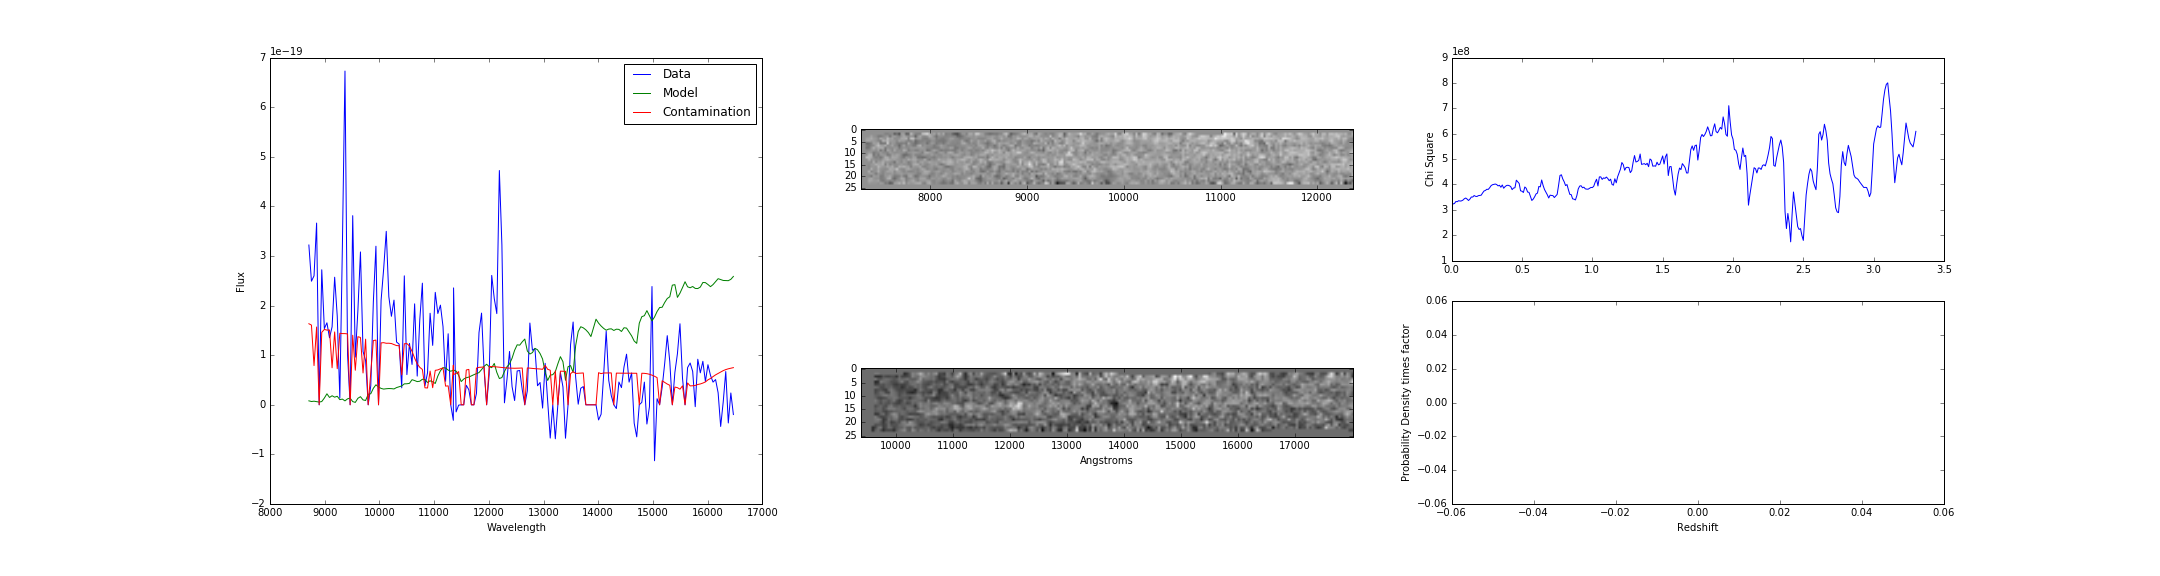 1e−19
7
6
5
4
3
2
1
0
−1
−2
Flux
Data
Model
Contamination
8000 9000 10000 11000 12000 13000 14000 15000 16000 17000
Wavelength
0
5
10
15
20
25
8000 9000 10000 11000 12000
0
5
10
15
20
25
10000 11000 12000 13000 14000 15000 16000 17000
Angstroms
1e8
9
8
7
6
5
4
3
2
1
Chi Square
0.0 0.5 1.0 1.5 2.0 2.5 3.0 3.5
0.06
0.04
0.02
0.00
−0.02
−0.04
−0.06
Probability Density times factor
−0.06 −0.04 −0.02 0.00 0.02 0.04 0.06
Redshift